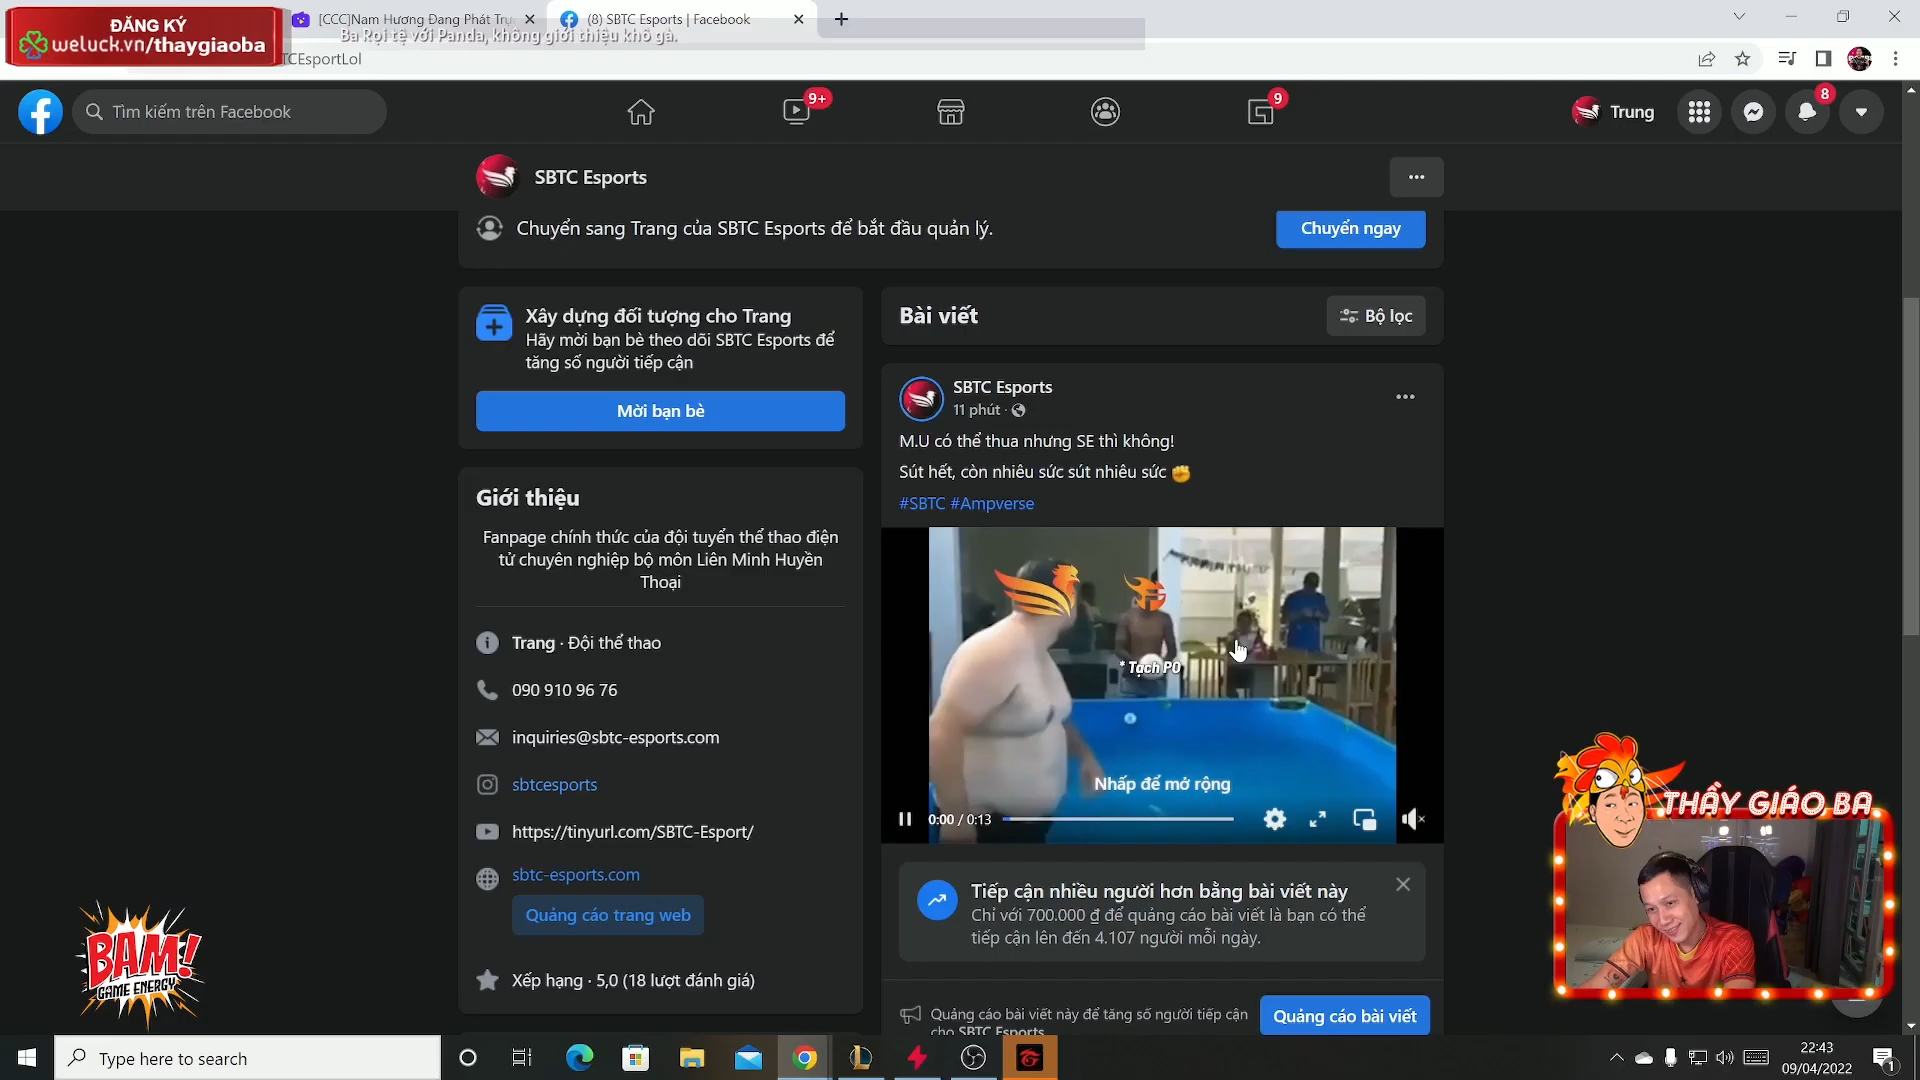 ĐĂNG KÝ
weluck.vn/thaygiaoba
[CCC]Nam Hương Đang Phát Trự
(8) SBTC Esports | Facebook
Ba Rọi tệ với Panda, không giới thiệu khô gà.
TCEsportLol
Tìm kiếm trên Facebook
9+
9
Trung
8
SBTC Esports
Chuyển sang Trang của SBTC Esports để bắt đầu quản lý.
Chuyển ngay
Xây dựng đối tượng cho Trang
Hãy mời bạn bè theo dõi SBTC Esports để
tăng số người tiếp cận
Mời bạn bè
Giới thiệu
Fanpage chính thức của đội tuyển thể thao điện
tử chuyên nghiệp bộ môn Liên Minh Huyền
Thoại
Trang · Đội thể thao
090 910 96 76
inquiries@sbtc-esports.com
sbtcesports
https://tinyurl.com/SBTC-Esport/
sbtc-esports.com
Quảng cáo trang web
Xếp hạng · 5,0 (18 lượt đánh giá)
Bài viết
Bộ lọc
SBTC Esports
11 phút ·
M.U có thể thua nhưng SE thì không!
Sút hết, còn nhiêu sức sút nhiêu sức ✊
#SBTC #Ampverse
* Tạch PO
Nhấp để mở rộng
0:00 / 0:13
Tiếp cận nhiều người hơn bằng bài viết này
Chỉ với 700.000 ₫ để quảng cáo bài viết là bạn có thể
tiếp cận lên đến 4.107 người mỗi ngày.
Quảng cáo bài viết này để tăng số người tiếp cận
cho SBTC Esports
Quảng cáo bài viết
THẦY GIÁO BA
BAM!
GAME ENERGY
Type here to search
22:43
09/04/2022
1